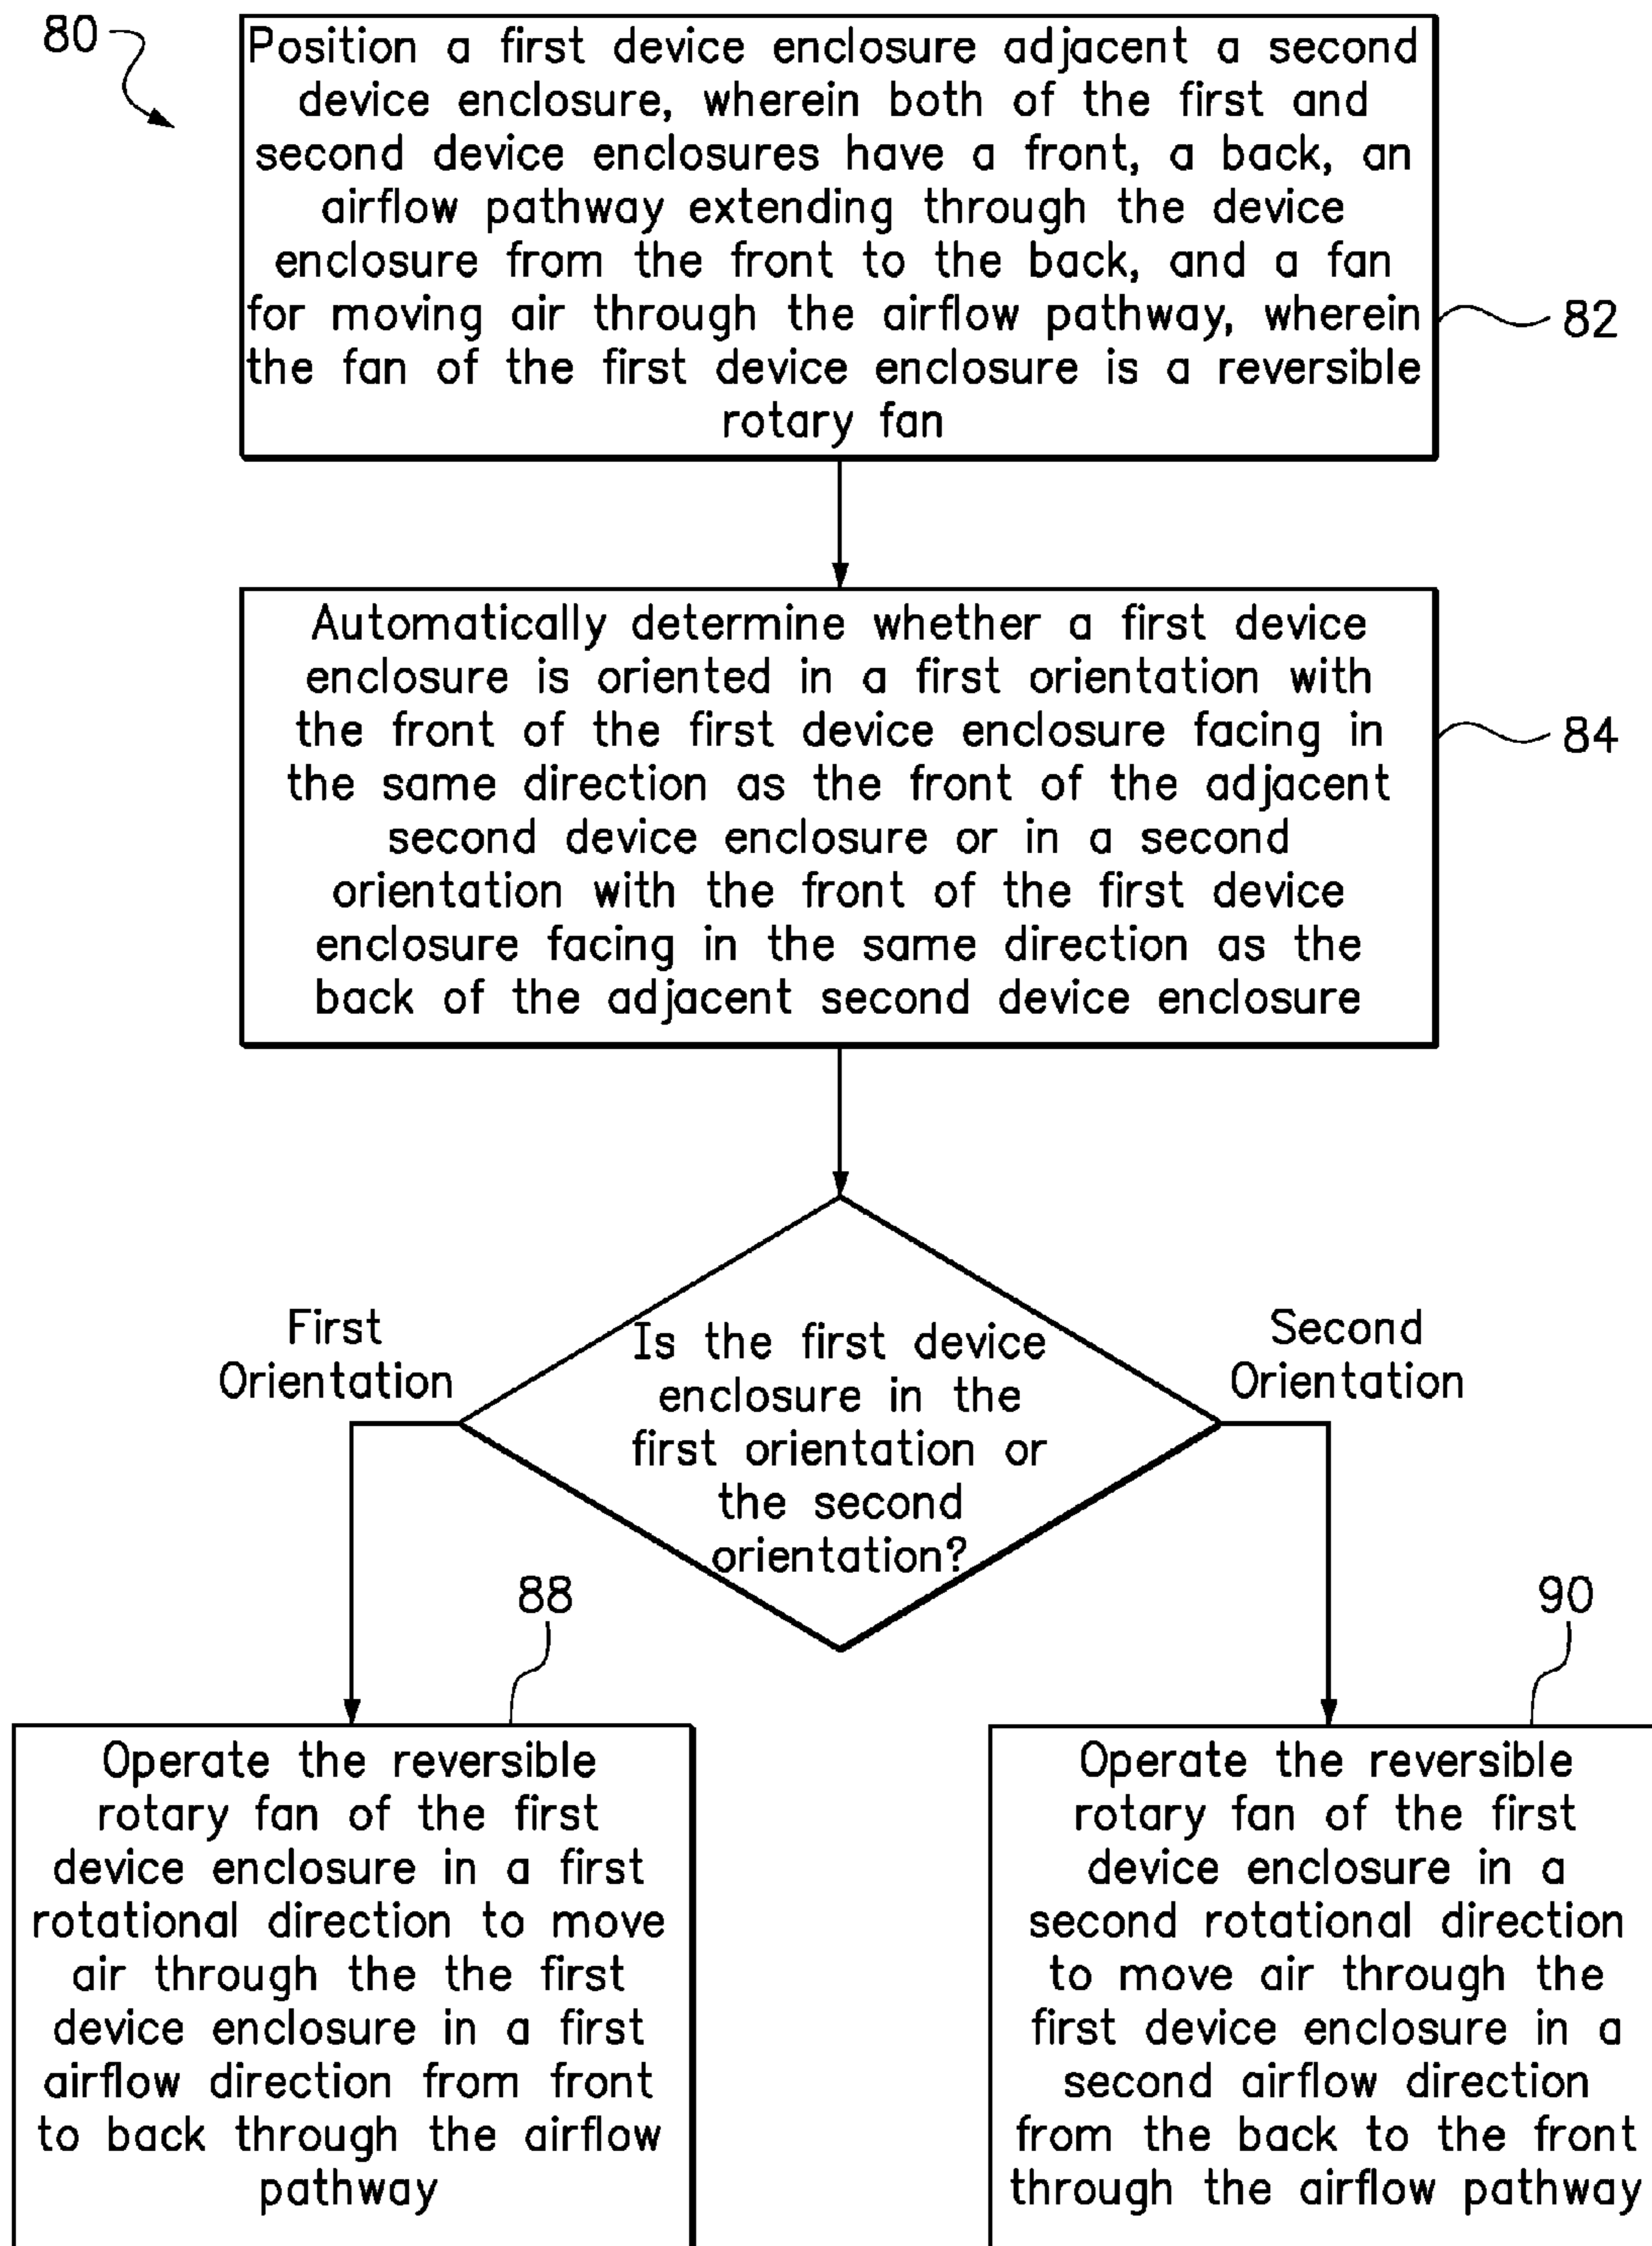 80
Position a first device enclosure adjacent a second
device enclosure, wherein both of the first and
second device enclosures have a front, a back, an
airflow pathway extending through the device
enclosure from the front to the back, and a fan
for moving air through the airflow pathway, wherein
the fan of the first device enclosure is a reversible
rotary fan
82
Automatically determine whether a first device
enclosure is oriented in a first orientation with
the front of the first device enclosure facing in
the same direction as the front of the adjacent
second device enclosure or in a second
orientation with the front of the first device
enclosure facing in the same direction as the
back of the adjacent second device enclosure
84
First
Orientation
Is the first device
enclosure in the
first orientation or
the second
orientation?
Second
Orientation
88
Operate the reversible
rotary fan of the first
device enclosure in a first
rotational direction to move
air through the the first
device enclosure in a first
airflow direction from front
to back through the airflow
pathway
90
Operate the reversible
rotary fan of the first
device enclosure in a
second rotational direction
to move air through the
first device enclosure in a
second airflow direction
from the back to the front
through the airflow pathway